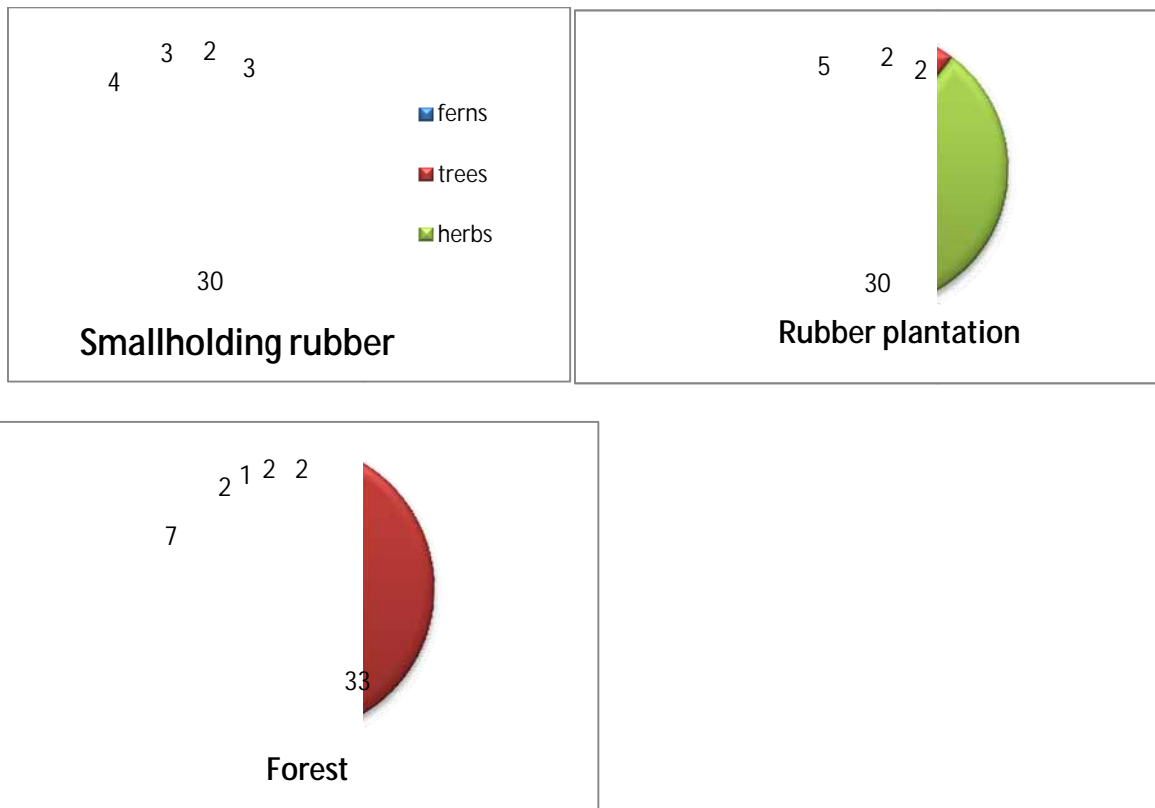 3 2 3
4
ferns
trees
herbs
30
Smallholding rubber
5 2 2
30
Rubber plantation
2 1 2 2
7
33
Forest